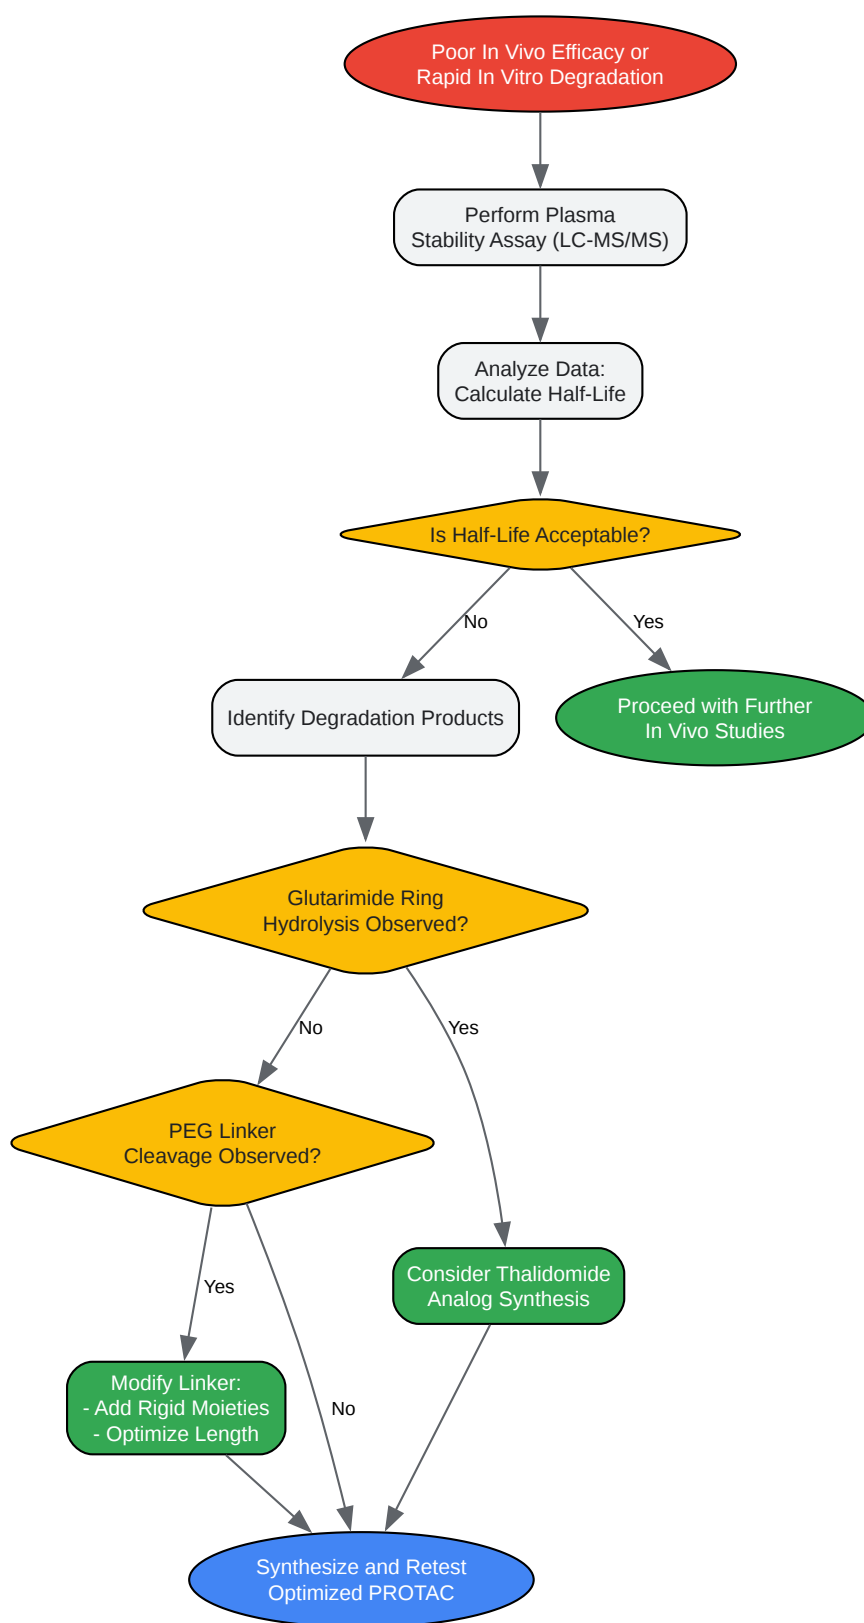 Poor In Vivo Efficacy or
Rapid In Vitro Degradation
Perform Plasma
Stability Assay (LC-MS/MS)
Analyze Data:
Calculate Half-Life
Is Half-Life Acceptable?
No
Yes
Identify Degradation Products
Proceed with Further
In Vivo Studies
Glutarimide Ring
Hydrolysis Observed?
No
Yes
PEG Linker
Cleavage Observed?
Yes
Consider Thalidomide
Analog Synthesis
Modify Linker:
- Add Rigid Moieties
- Optimize Length
No
Synthesize and Retest
Optimized PROTAC